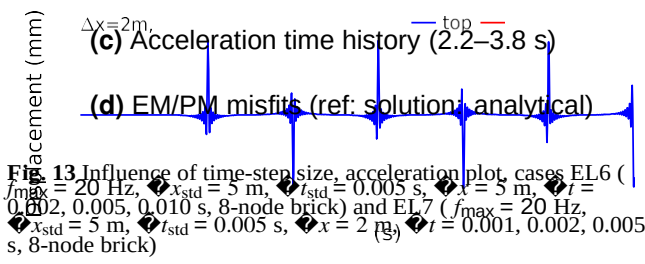 Δx=2m,
top
(c) Acceleration time history (2.2–3.8 s)
(d) EM/PM misfits (ref: solution: analytical)
Displacement (mm)
Fig. 13 Influence of time-step size, acceleration plot, cases EL6 (
fmax = 20 Hz, �xstd = 5 m, �tstd = 0.005 s, �x = 5 m, �t =
0.002, 0.005, 0.010 s, 8-node brick) and EL7 ( fmax = 20 Hz,
�xstd = 5 m, �tstd = 0.005 s, �x = 2 m, �t = 0.001, 0.002, 0.005
(s)
s, 8-node brick)